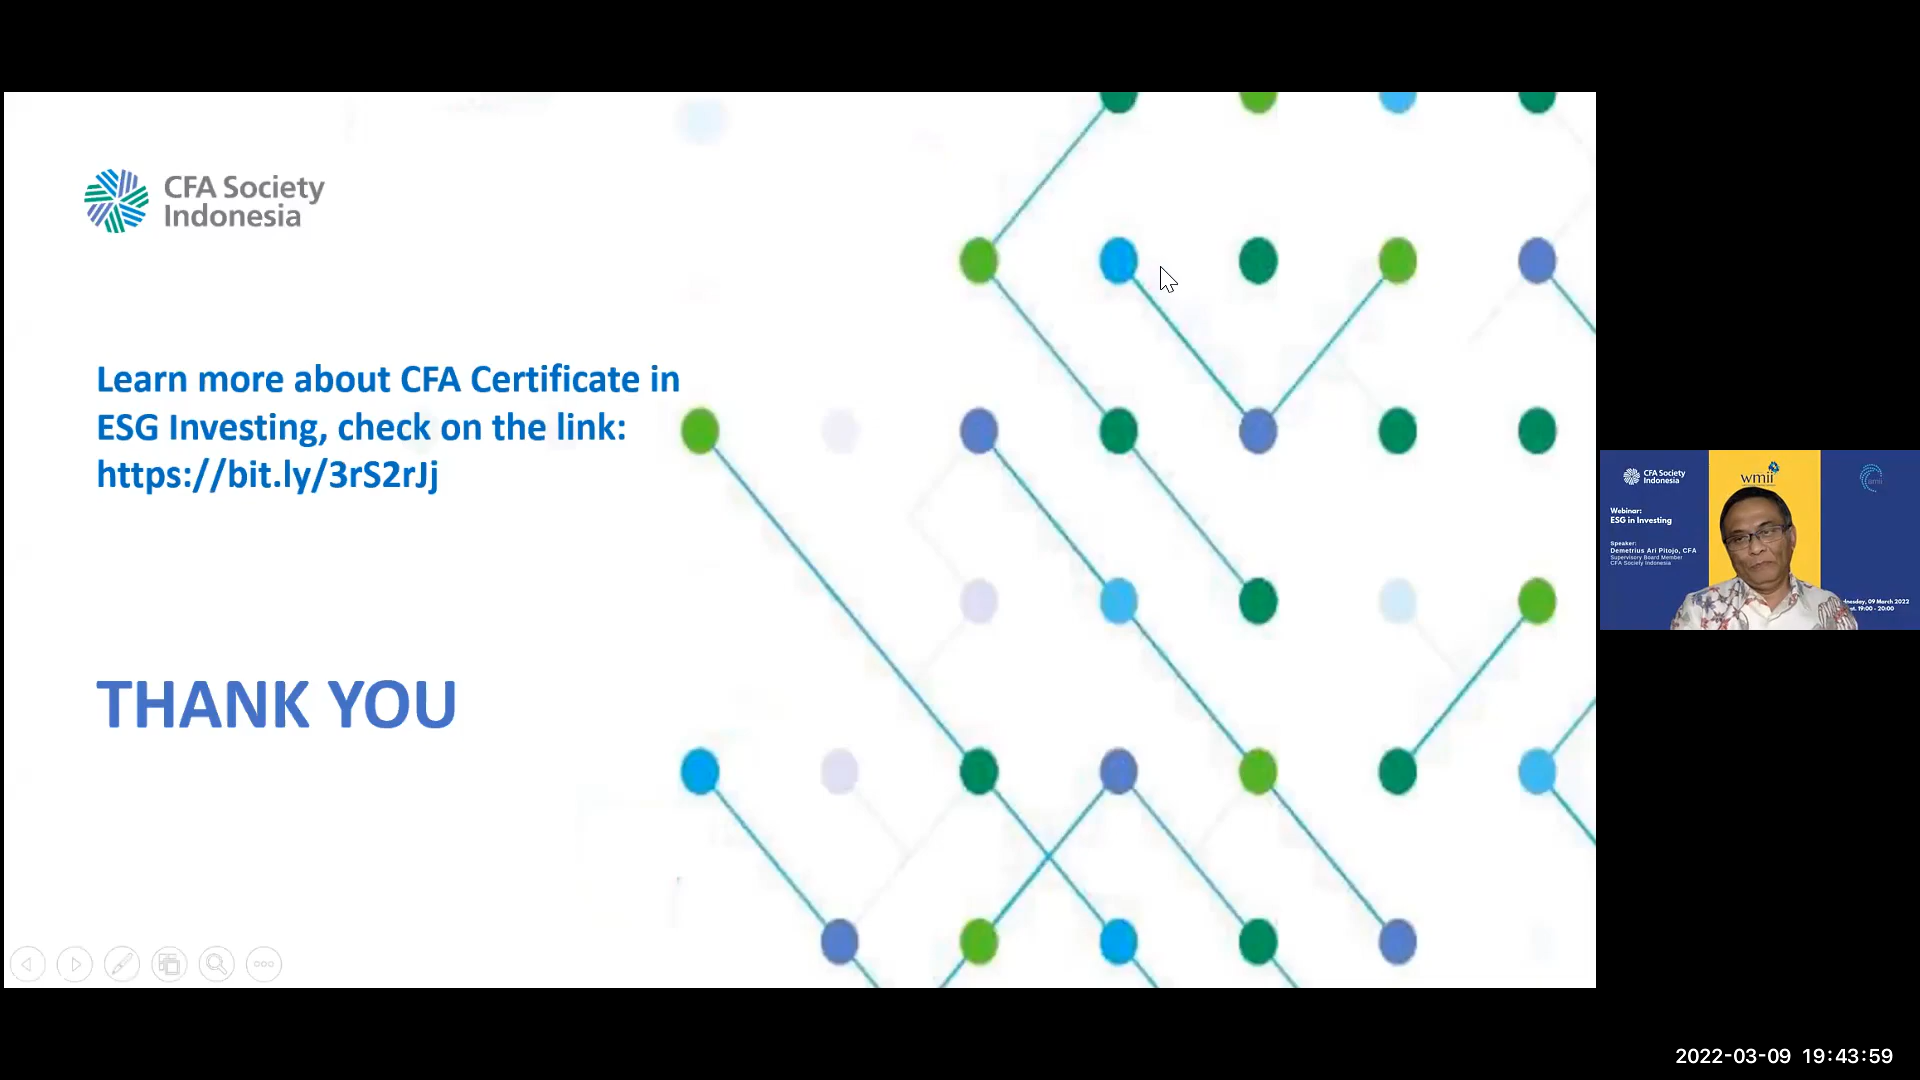 CFA Society
Indonesia
Learn more about CFA Certificate in
ESG Investing, check on the link:
https://bit.ly/3rS2rJj
THANK YOU
CFA Society
Indonesia
wmii
amii
Webinar:
ESG in Investing
Speaker:
Demetrius Ari Pitojo, CFA
Supervisory Board Member
CFA Society Indonesia
09 March 2022
19:00 - 20:00
2022-03-09 19:43:59